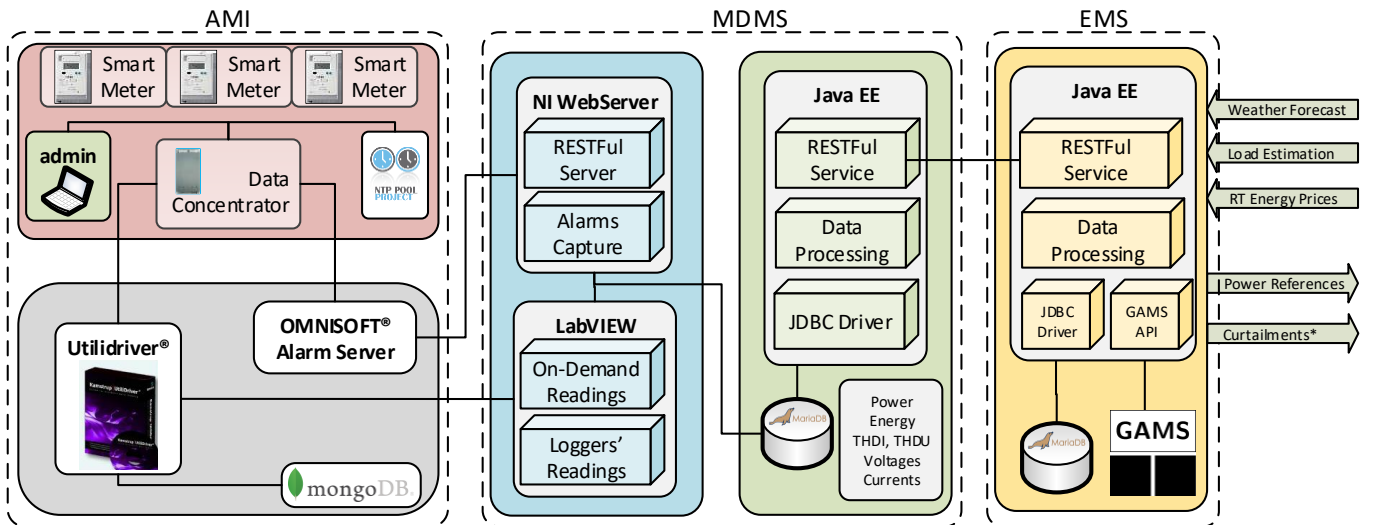 AMI
MDMS
EMS
Smart
Meter
Smart
Meter
Smart
Meter
admin
Data
Concentrator
NTP POOL
PROJECT
Utilidriver®
Kamstrup UtiliDriver®
OMNISOFT®
Alarm Server
mongoDB.
NI WebServer
RESTFul
Server
Alarms
Capture
LabVIEW
On-Demand
Readings
Loggers'
Readings
Java EE
RESTFul
Service
Data
Processing
JDBC Driver
MariaDB
Power
Energy
THDI, THDU
Voltages
Currents
Java EE
RESTFul
Service
Data
Processing
JDBC
Driver
GAMS
API
MariaDB
GAMS
Weather Forecast
Load Estimation
RT Energy Prices
Power References
Curtailments*